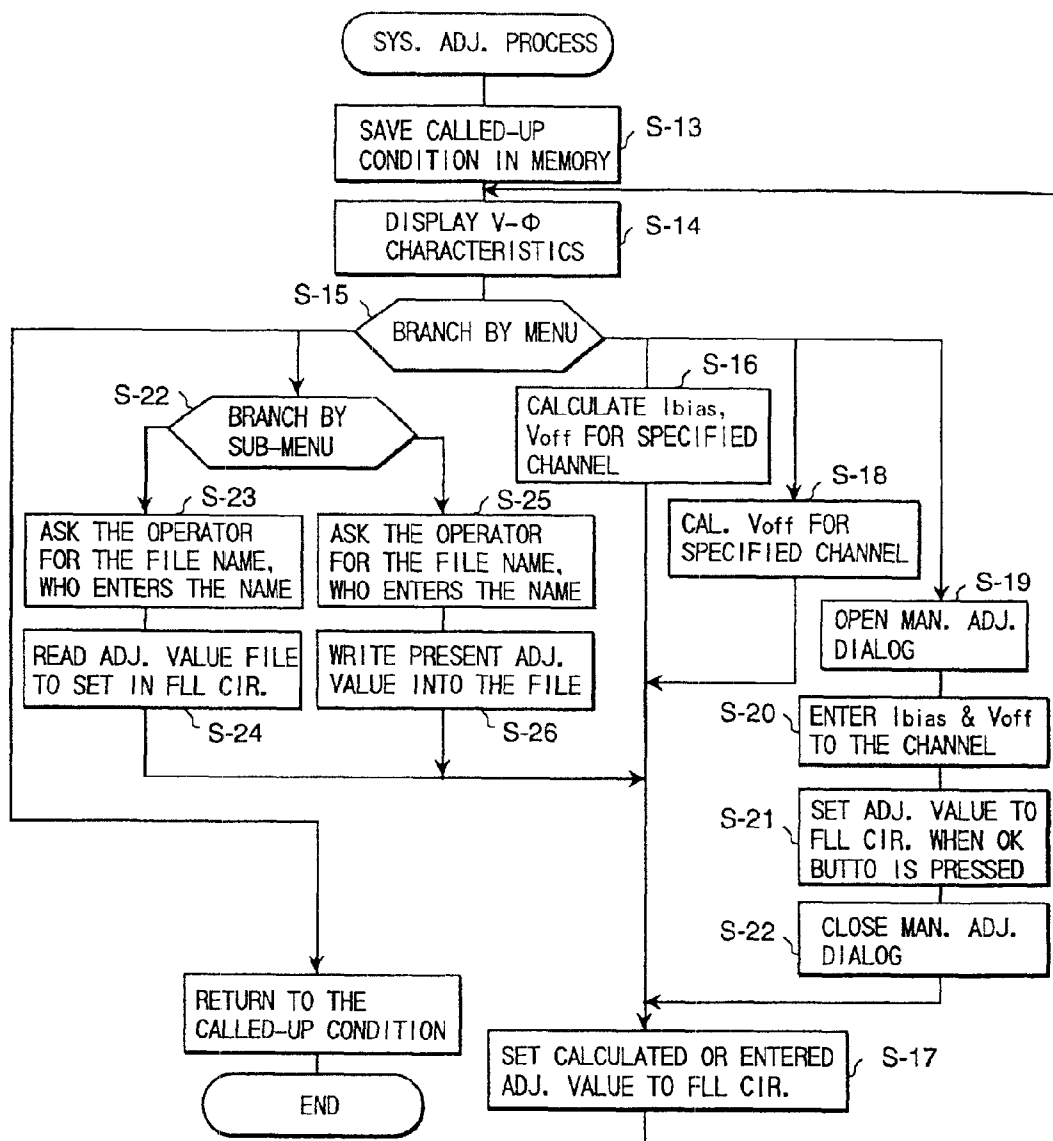 SYS. ADJ. PROCESS
SAVE CALLED-UP
CONDITION IN MEMORY
S-13
DISPLAY V-Φ
CHARACTERISTICS
S-14
S-15
BRANCH BY MENU
S-16
CALCULATE Ibias,
Voff FOR SPECIFIED
CHANNEL
S-22
BRANCH BY
SUB-MENU
S-18
CAL. Voff FOR
SPECIFIED CHANNEL
S-23
ASK THE OPERATOR
FOR THE FILE NAME,
WHO ENTERS THE NAME
S-25
ASK THE OPERATOR
FOR THE FILE NAME,
WHO ENTERS THE NAME
S-19
OPEN MAN. ADJ.
DIALOG
READ ADJ. VALUE FILE
TO SET IN FLL CIR.
S-24
WRITE PRESENT ADJ.
VALUE INTO THE FILE
S-26
S-20
ENTER Ibias & Voff
TO THE CHANNEL
S-21
SET ADJ. VALUE TO
FLL CIR. WHEN OK
BUTTO IS PRESSED
S-22
CLOSE MAN. ADJ.
DIALOG
RETURN TO THE
CALLED-UP CONDITION
SET CALCULATED OR ENTERED
ADJ. VALUE TO FLL CIR.
S-17
END